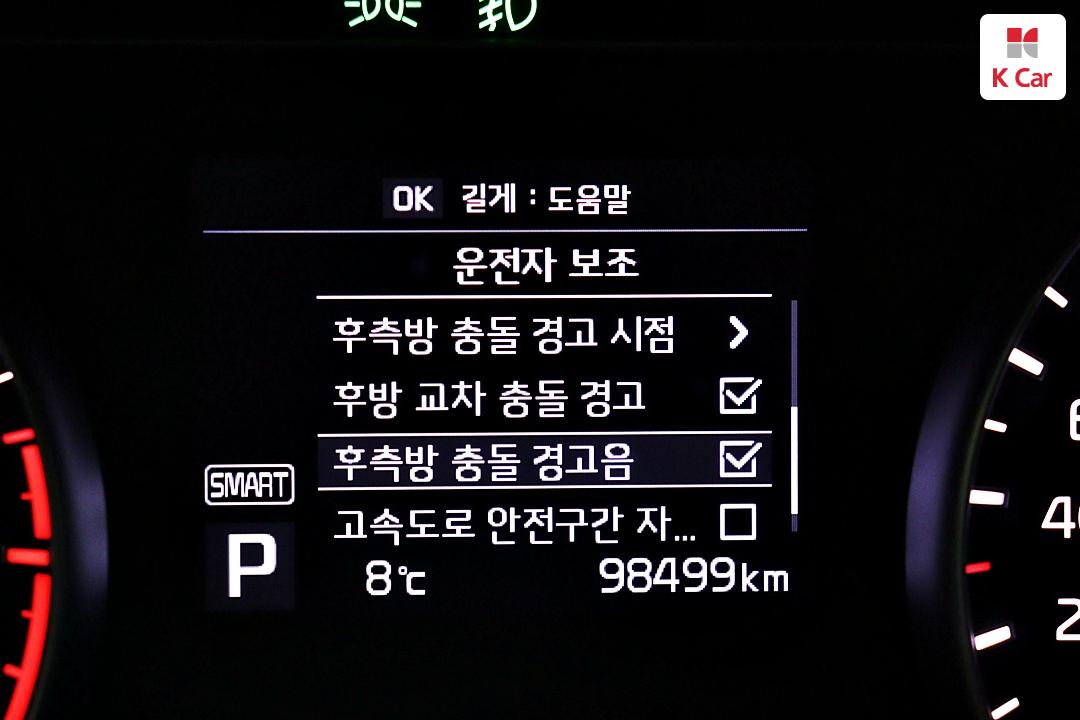 K Car
OK 길게 : 도움말
운전자 보조
후측방 충돌 경고 시점
후방 교차 충돌 경고
후측방 충돌 경고음
고속도로 안전구간 자...
SMART
P
8℃
98499km